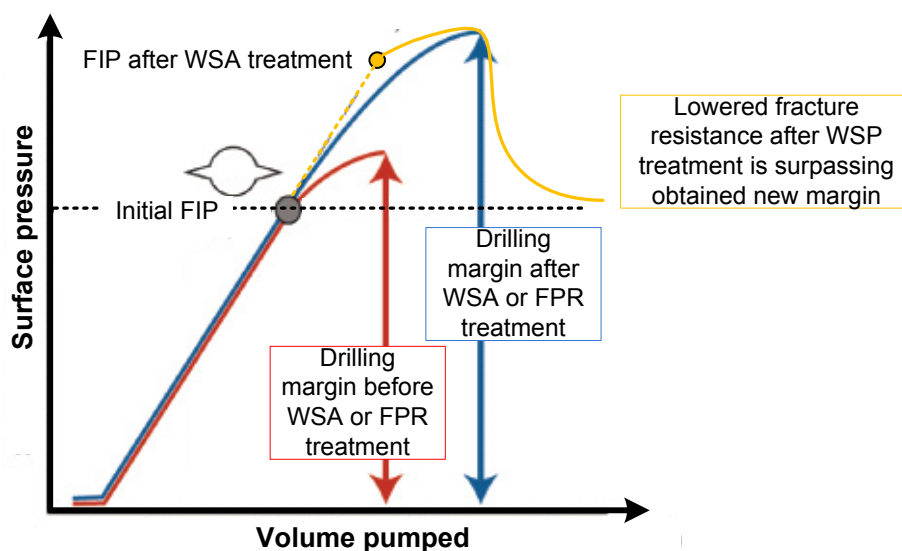 FIP after WSA treatment
Lowered fracture
resistance after WSP
treatment is surpassing
obtained new margin
Initial FIP
Drilling
margin after
WSA or FPR
treatment
Drilling
margin before
WSA or FPR
treatment
Surface pressure
Volume pumped